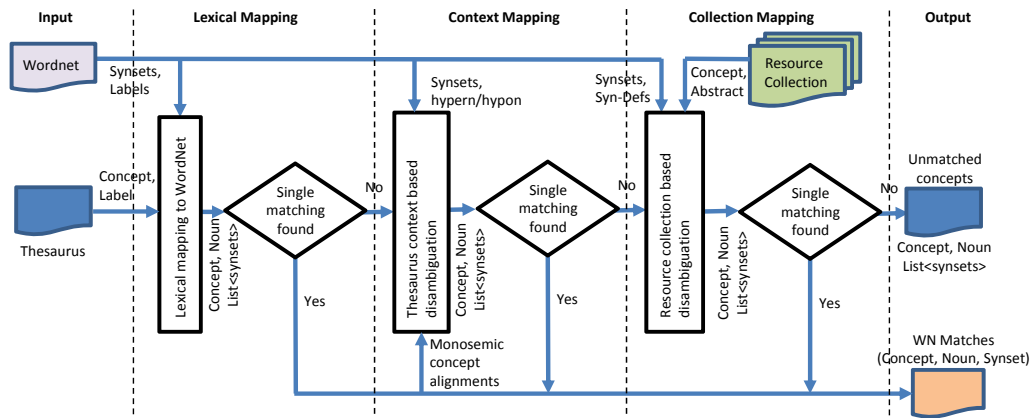 Input
Lexical Mapping
Context Mapping
Collection Mapping
Output
Wordnet
Synsets,
Labels
Synsets,
hypern/hypon
Synsets,
Syn-Defs
Concept,
Abstract
Resource
Collection
Thesaurus
Concept,
Label
Lexical mapping to WordNet
Concept, Noun
List<synsets>
Single
matching
found
No
Yes
Thesaurus context based
disambiguation
Concept, Noun
List<synsets>
Single
matching
found
No
Yes
Monosemic
concept
alignments
Resource collection based
disambiguation
Concept, Noun
List<synsets>
Single
matching
found
No
Yes
Unmatched
concepts
Concept, Noun
List<synsets>
WN Matches
(Concept, Noun, Synset)